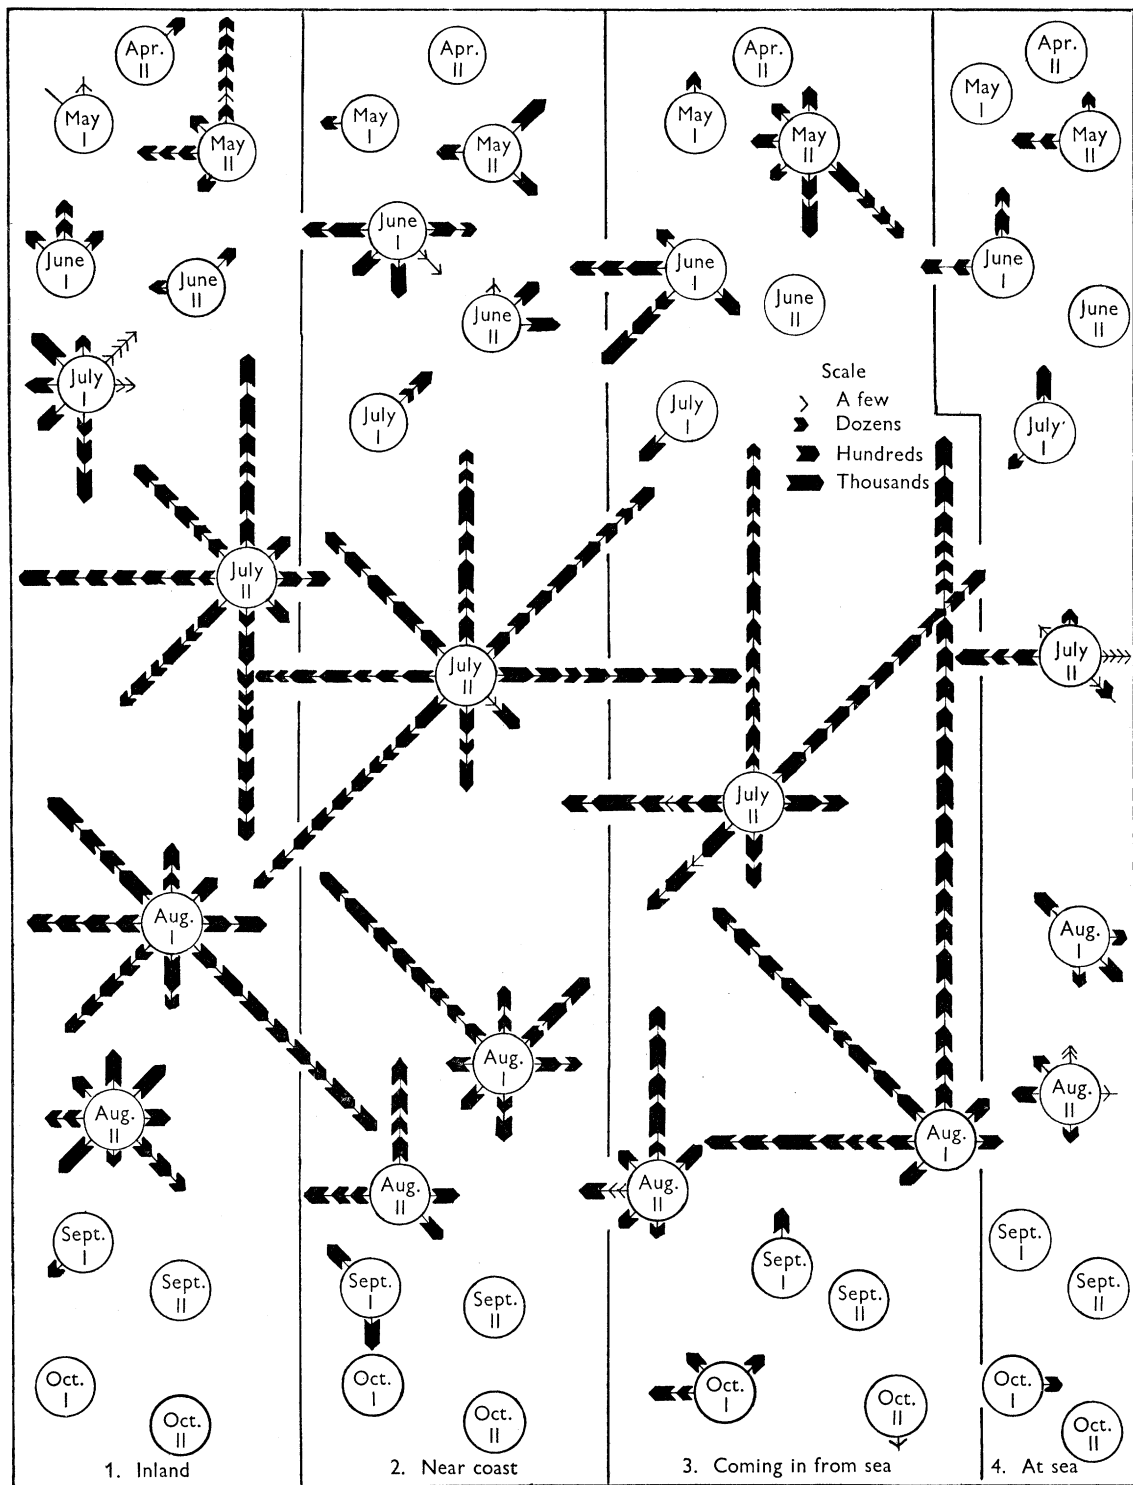 Apr.
II
May
I
May
II
June
I
June
II
July
I
July
II
Aug.
I
Aug.
II
Sept.
I
Sept.
II
Oct.
I
Oct.
II
1. Inland
Apr.
II
May
I
May
II
June
I
June
II
July
I
July
II
Aug.
I
Aug.
II
Sept.
I
Sept.
II
Oct.
I
Oct.
II
2. Near coast
Apr.
II
May
I
May
II
June
I
June
II
Scale
A few
Dozens
Hundreds
Thousands
July
I
July
II
Aug.
I
Aug.
II
Sept.
I
Sept.
II
Oct.
I
Oct.
II
3. Coming in from sea
Apr.
II
May
I
May
II
June
I
June
II
July
I
July
II
Aug.
I
Aug.
II
Sept.
I
Sept.
II
Oct.
I
Oct.
II
4. At sea